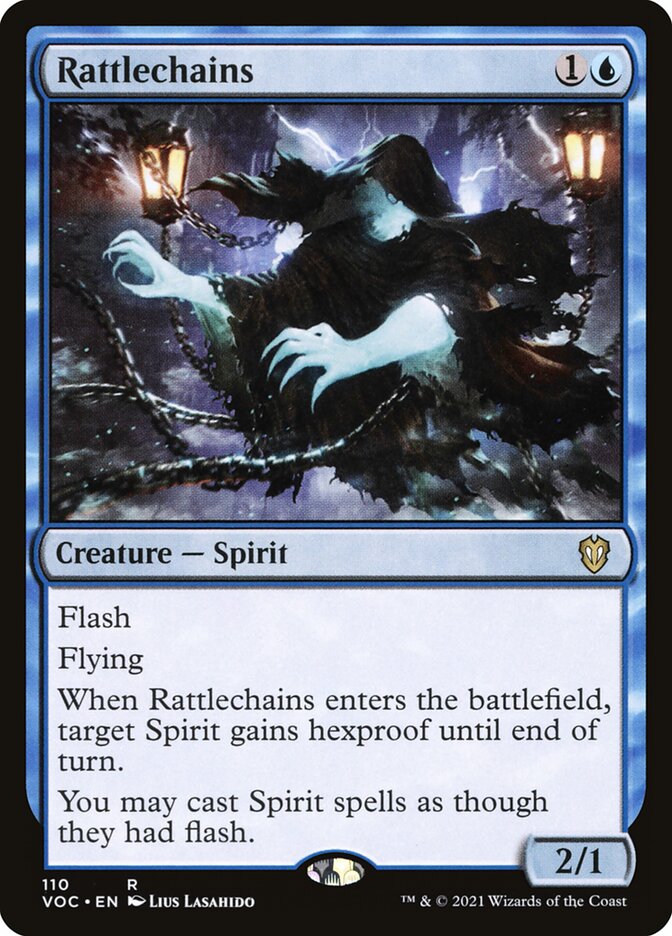 Rattlechains 1
Creature — Spirit
Flash
Flying
When Rattlechains enters the battlefield,
target Spirit gains hexproof until end of
turn.
You may cast Spirit spells as though
they had flash.
2/1
110 R
VOC • EN Lius Lasahido ™ & © 2021 Wizards of the Coast